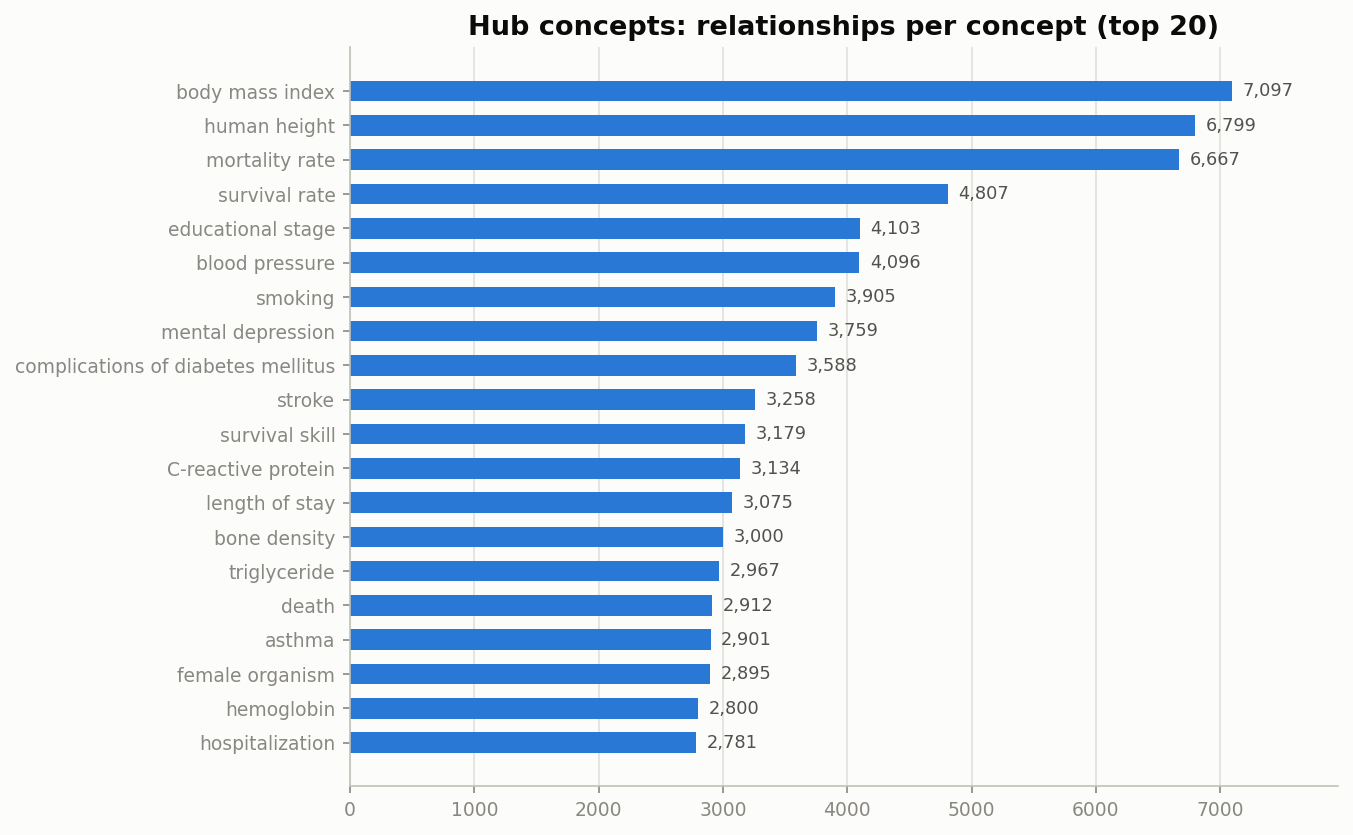 Hub concepts: relationships per concept (top 20)
body mass index 7,097
human height 6,799
mortality rate 6,667
survival rate 4,807
educational stage 4,103
blood pressure 4,096
smoking 3,905
mental depression 3,759
complications of diabetes mellitus 3,588
stroke 3,258
survival skill 3,179
C-reactive protein 3,134
length of stay 3,075
bone density 3,000
triglyceride 2,967
death 2,912
asthma 2,901
female organism 2,895
hemoglobin 2,800
hospitalization 2,781
0 1000 2000 3000 4000 5000 6000 7000